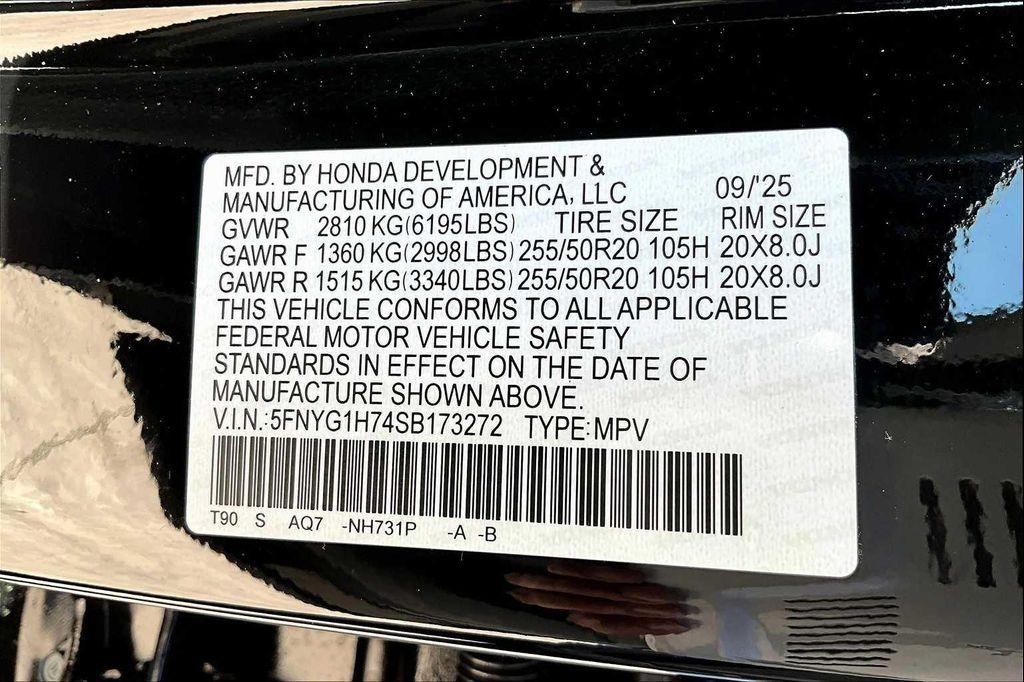 MFD. BY HONDA DEVELOPMENT &
MANUFACTURING OF AMERICA, LLC 09/'25
GVWR 2810 KG(6195LBS) TIRE SIZE RIM SIZE
GAWR F 1360 KG(2998LBS) 255/50R20 105H 20X8.0J
GAWR R 1515 KG(3340LBS) 255/50R20 105H 20X8.0J
THIS VEHICLE CONFORMS TO ALL APPLICABLE
FEDERAL MOTOR VEHICLE SAFETY
STANDARDS IN EFFECT ON THE DATE OF
MANUFACTURE SHOWN ABOVE.
V.I.N.:5FNYG1H74SB173272 TYPE:MPV
T90 S AQ7 -NH731P -A -B